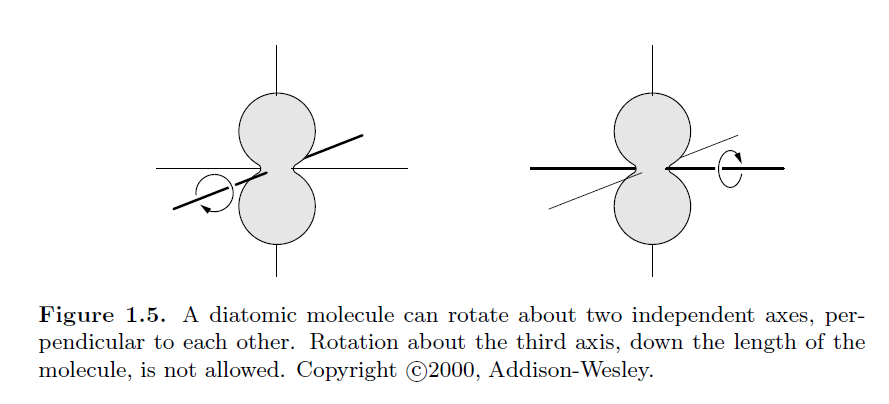 Figure 1.5. A diatomic molecule can rotate about two independent axes, per-
pendicular to each other. Rotation about the third axis, down the length of the
molecule, is not allowed. Copyright ©2000, Addison-Wesley.